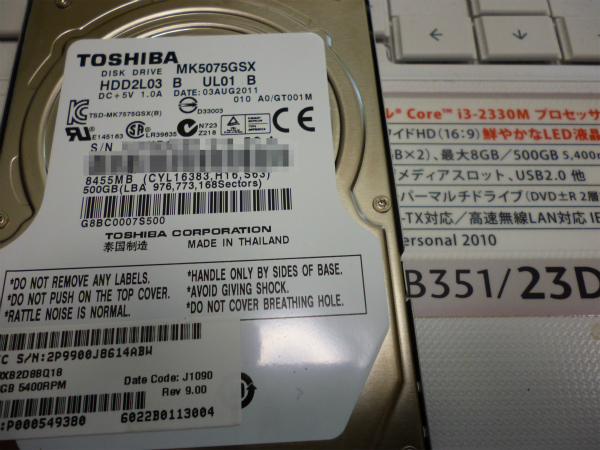 TOSHIBA
DISK DRIVE MK5075GSX
HDD2L03 B UL01 B
DC+5V 1.0A DATE:03AUG2011
010 A0/GT001M
TSD-MK7575GSX(B)
D33003
E145163
LR39635
N723
Z218
S/N
8455MB (CYL16383,H16,S63)
500GB(LBA 976,773,168Sectors)
G8BC0007S500
TOSHIBA CORPORATION
泰国制造 MADE IN THAILAND
*DO NOT REMOVE ANY LABELS.
*DO NOT PUSH ON THE TOP COVER.
*RATTLE NOISE IS NORMAL.
*HANDLE ONLY BY SIDES OF BASE.
*AVOID GIVING SHOCK.
*DO NOT COVER BREATHING HOLE.
C S/N:2P9900J8614ABW
GB 5400RPM
Date Code: J1090
Rev 9.00
:P000549380
6022B0113004
← ↓ →
Core™ i3-2330M プロセッサ
イドHD(16:9) 鮮やかなLED液晶
B×2)、最大8GB/500GB 5,400
メディアスロット、USB2.0 他
パーマルチドライブ(DVD±R 2層
-TX対応/高速無線LAN対応
ersonal 2010
B351/23D